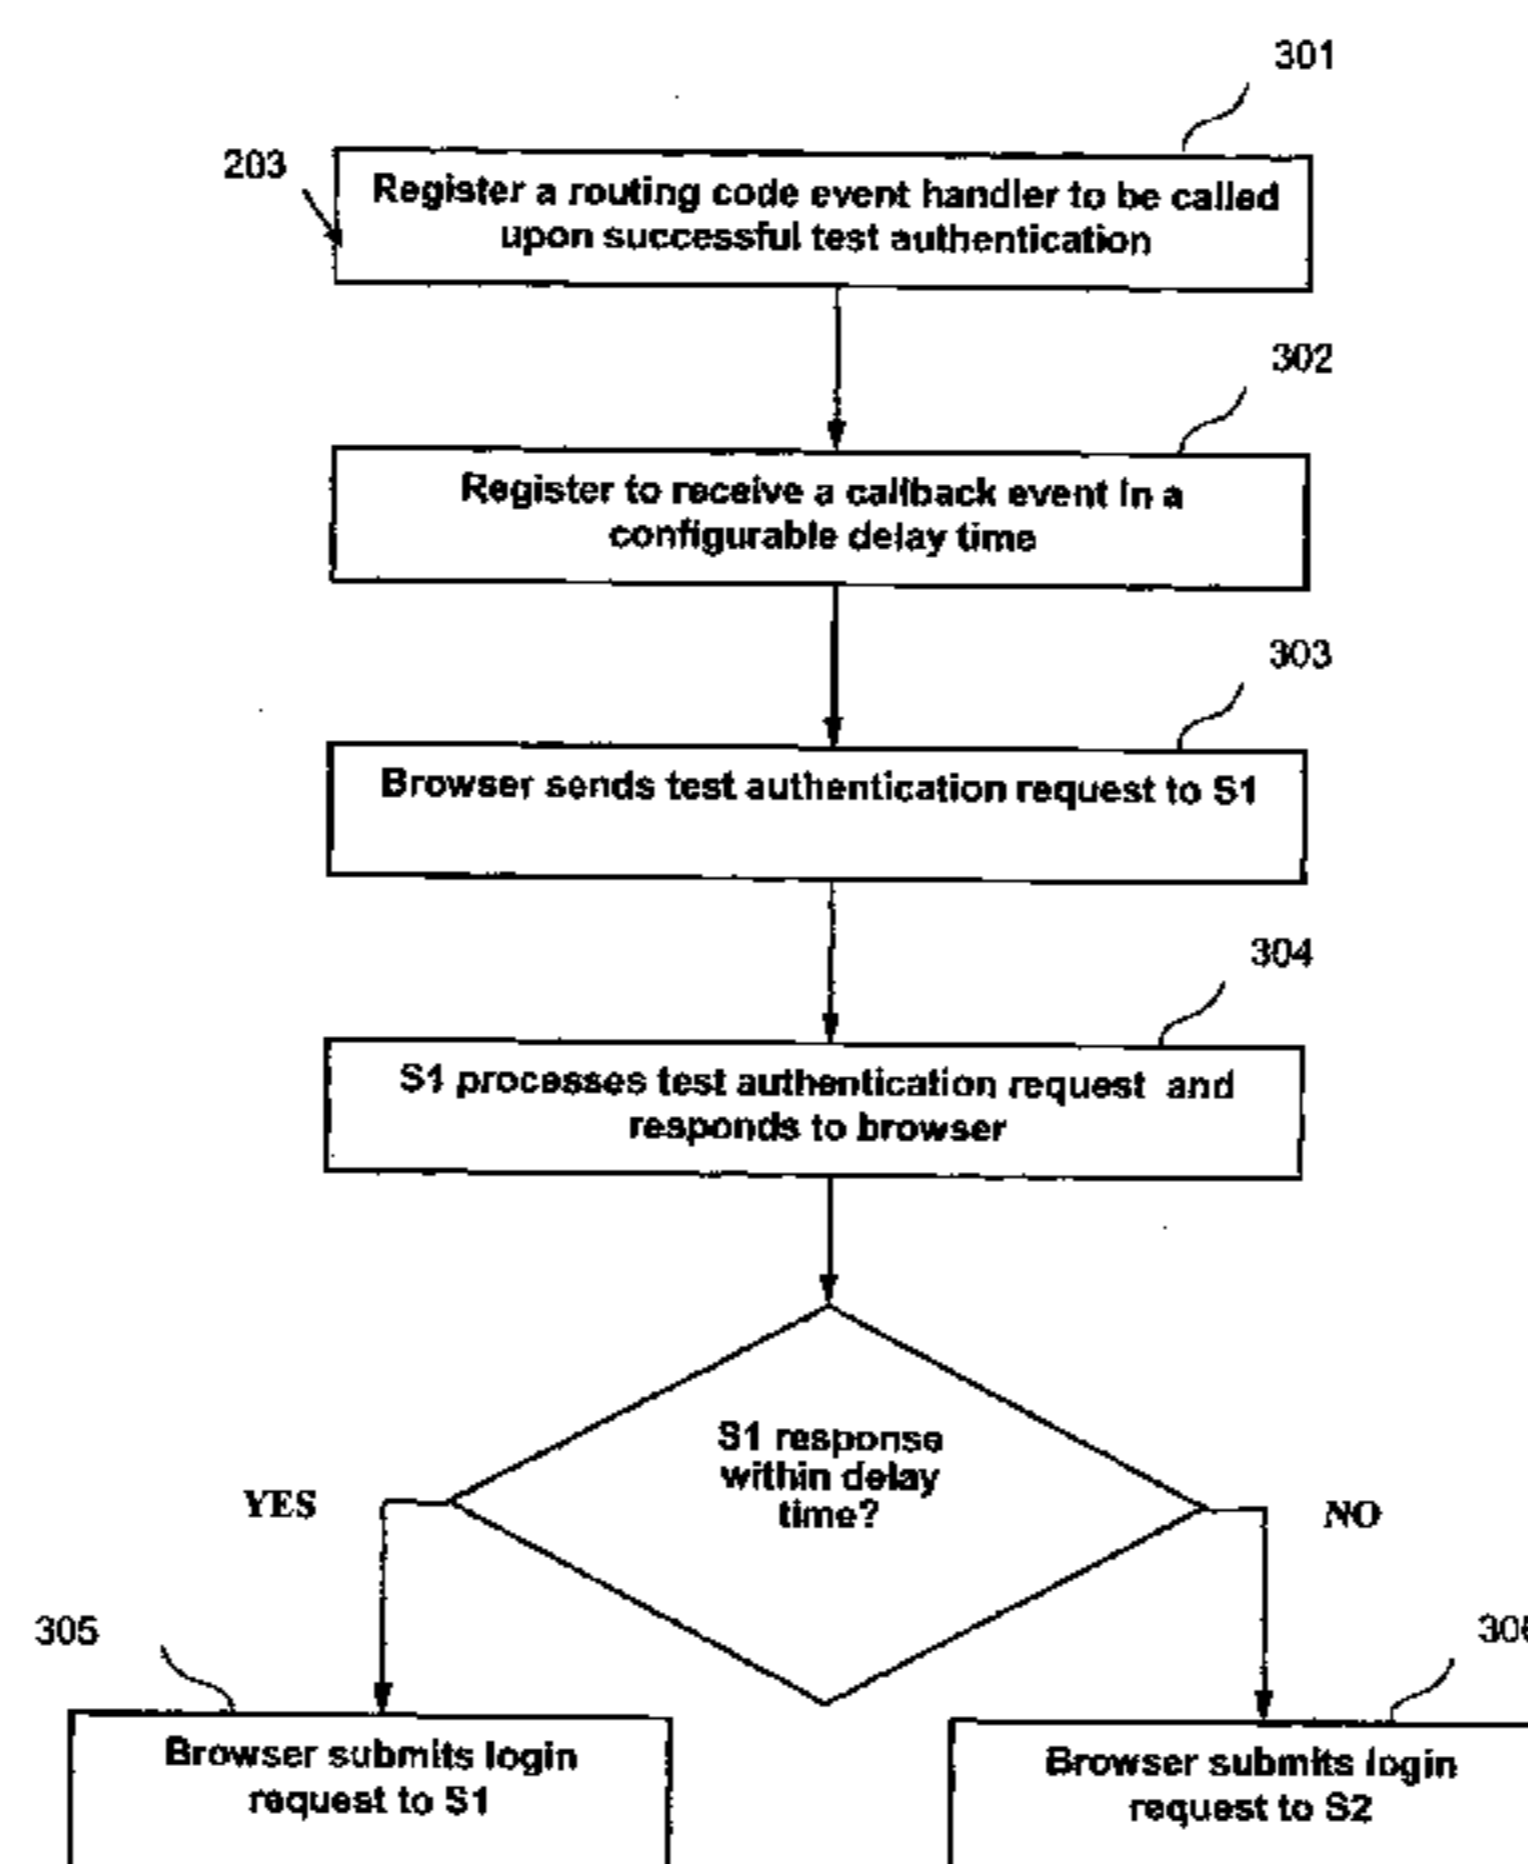 301
203
Register a routing code event handler to be called
upon successful test authentication
302
Register to receive a callback event in a
configurable delay time
303
Browser sends test authentication request to S1
304
S1 processes test authentication request and
responds to browser
S1 response
within delay
time?
YES
NO
305
Browser submits login
request to S1
Browser submits login
request to S2